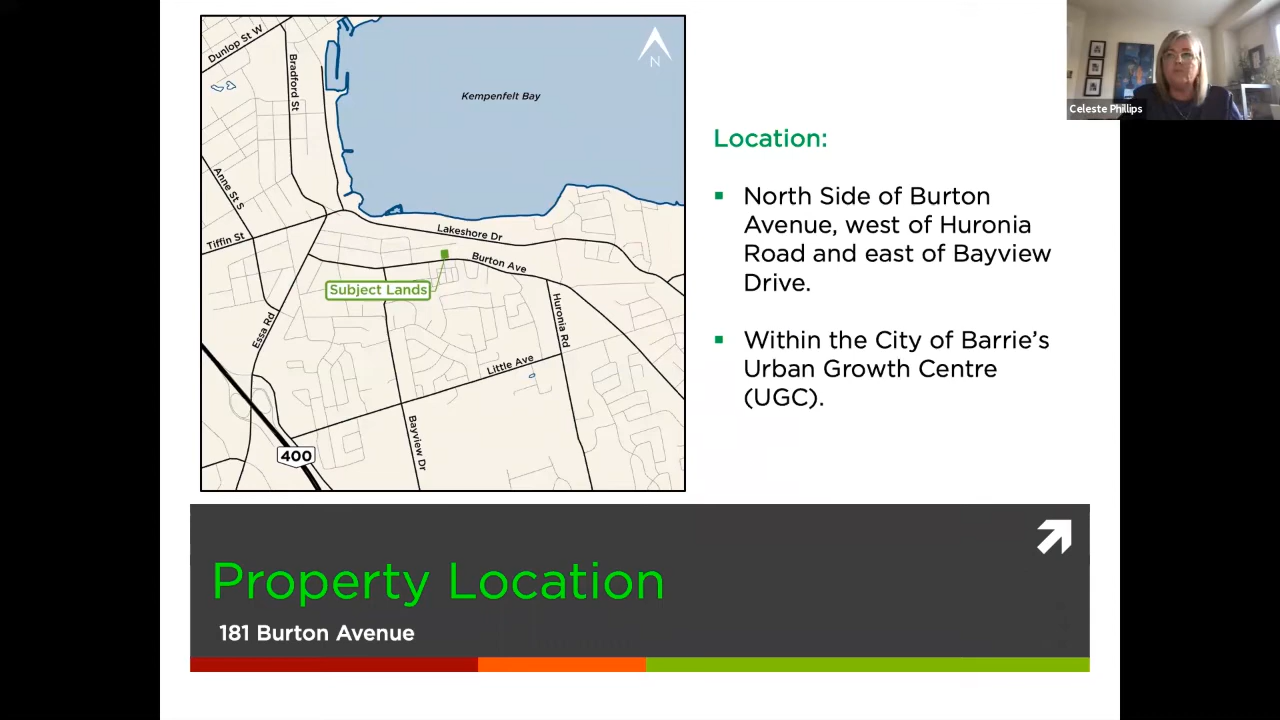 Dunlop St W
Bradford St
N
Kempenfelt Bay
Celeste Phillips
Anne St S
Tiffin St
Lakeshore Dr
Burton Ave
Subject Lands
Essa Rd
Huronia Rd
Little Ave
Bayview Dr
400
Location:
▪ North Side of Burton
Avenue, west of Huronia
Road and east of Bayview
Drive.
▪ Within the City of Barrie's
Urban Growth Centre
(UGC).
Property Location
181 Burton Avenue